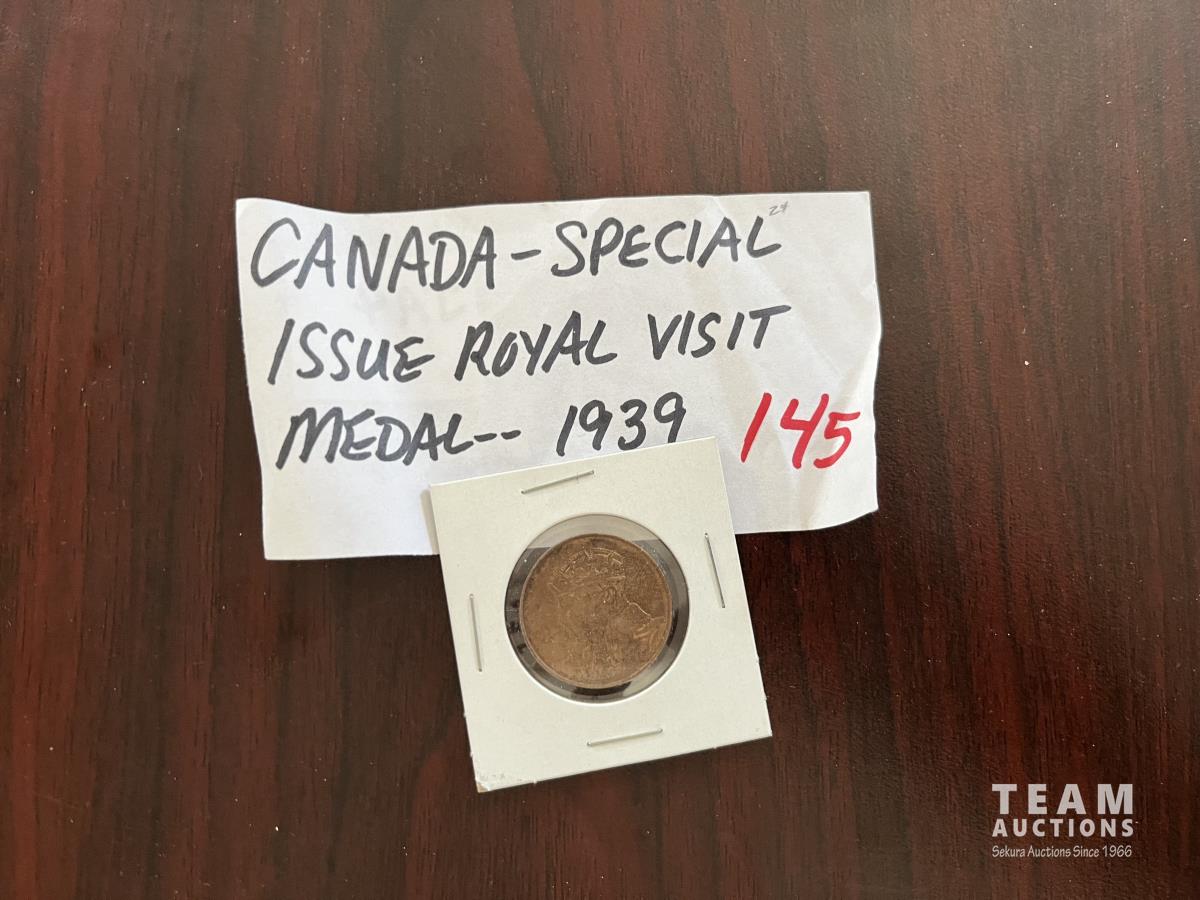 CANADA - SPECIAL
ISSUE ROYAL VISIT
MEDAL-- 1939 145
TEAM
AUCTIONS
Sekura Auctions Since 1966